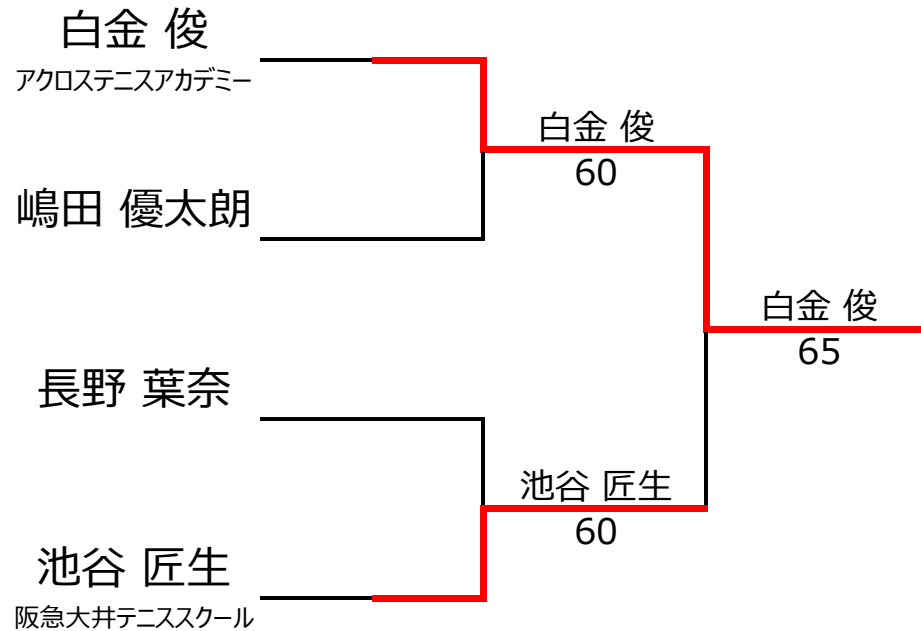 白金 俊
アクロステニスアカデミー
白金 俊
60
嶋田 優太朗
白金 俊
65
長野 葉奈
池谷 匠生
60
池谷 匠生
阪急大井テニススクール